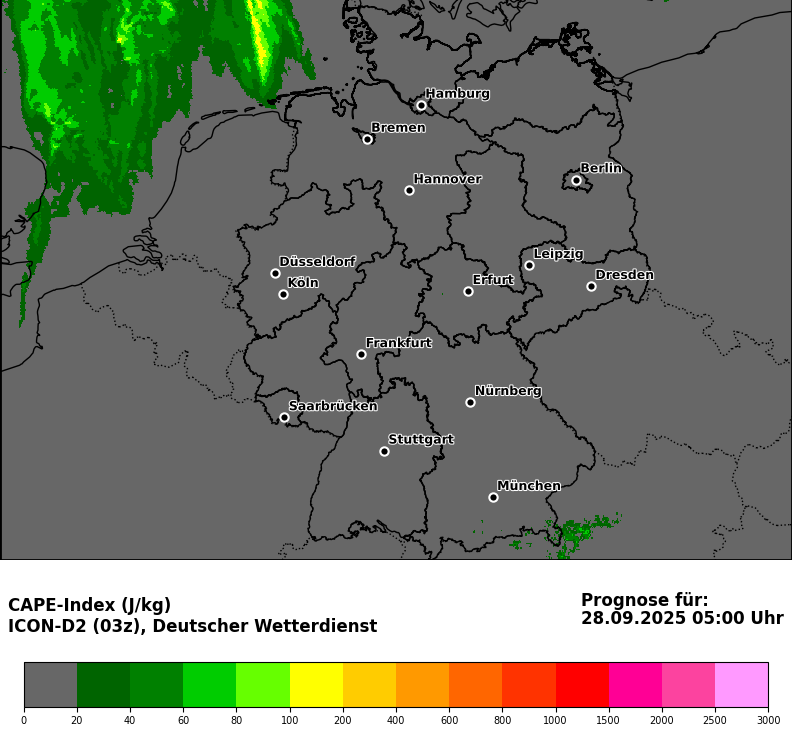 Hamburg
Bremen
Berlin
Hannover
Leipzig
Düsseldorf
Dresden
Erfurt
Köln
Frankfurt
Nürnberg
Saarbrücken
Stuttgart
München
CAPE-Index (J/kg)
ICON-D2 (03z), Deutscher Wetterdienst
Prognose für:
28.09.2025 05:00 Uhr
0 20 40 60 80 100 200 400 600 800 1000 1500 2000 2500 3000